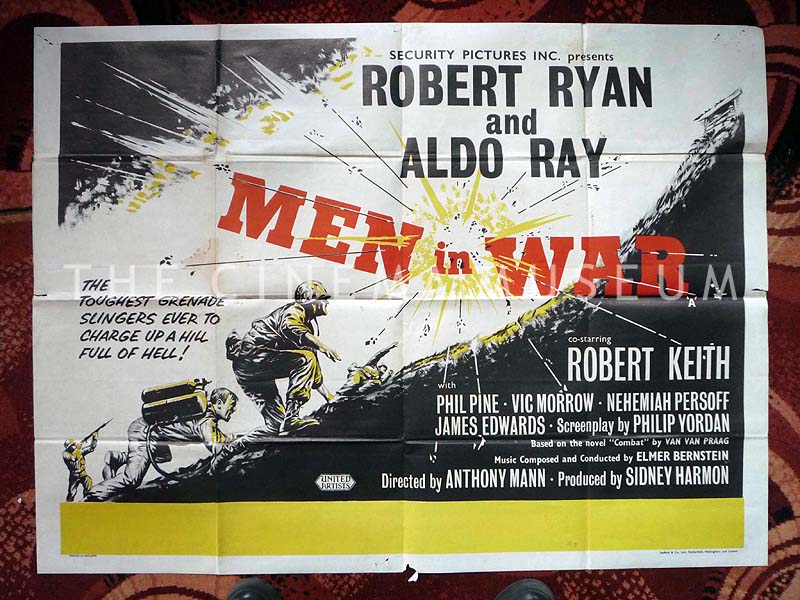 SECURITY PICTURES INC. presents
ROBERT RYAN
and
ALDO RAY
MEN in WAR
THE CINEMA MUSEUM
THE
TOUGHEST GRENADE
SLINGERS EVER TO
CHARGE UP A HILL
FULL OF HELL!
co-starring
ROBERT KEITH
with
PHIL PINE · VIC MORROW · NEHEMIAH PERSOFF
JAMES EDWARDS · Screenplay by PHILIP YORDAN
Based on the novel "Combat" by VAN VAN PRAAG
Music Composed and Conducted by ELMER BERNSTEIN
Directed by ANTHONY MANN · Produced by SIDNEY HARMON
UNITED
ARTISTS
A